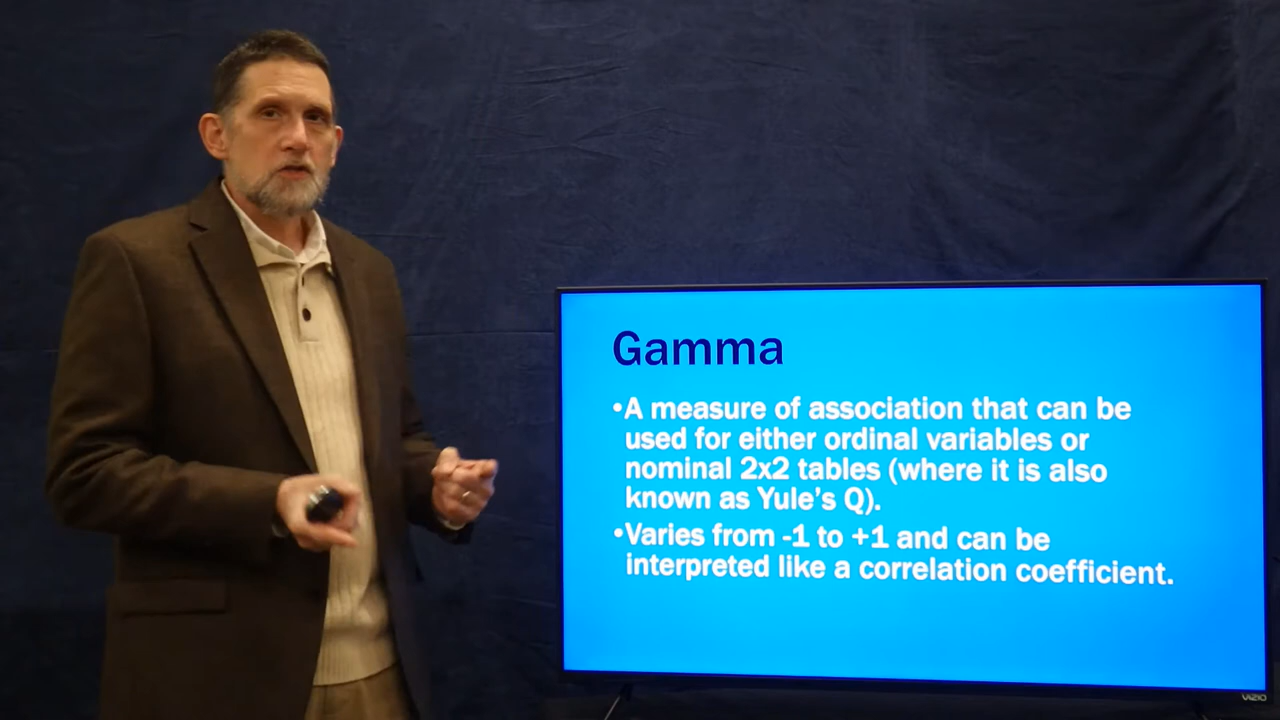 Gamma
•A measure of association that can be
used for either ordinal variables or
nominal 2x2 tables (where it is also
known as Yule's Q).
•Varies from -1 to +1 and can be
interpreted like a correlation coefficient.
VIZIO